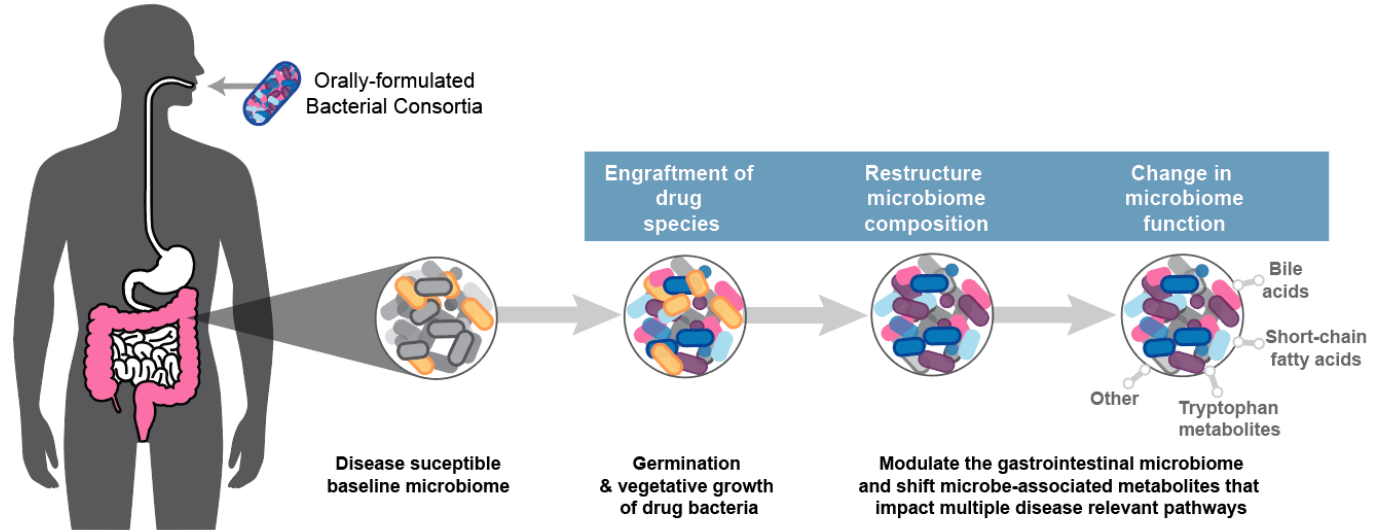 Orally-formulated
Bacterial Consortia
Engraftment of
drug
species
Restructure
microbiome
composition
Change in
microbiome
function
Bile
acids
Short-chain
fatty acids
Tryptophan
metabolites
Other
Disease suceptible
baseline microbiome
Germination
& vegetative growth
of drug bacteria
Modulate the gastrointestinal microbiome
and shift microbe-associated metabolites that
impact multiple disease relevant pathways